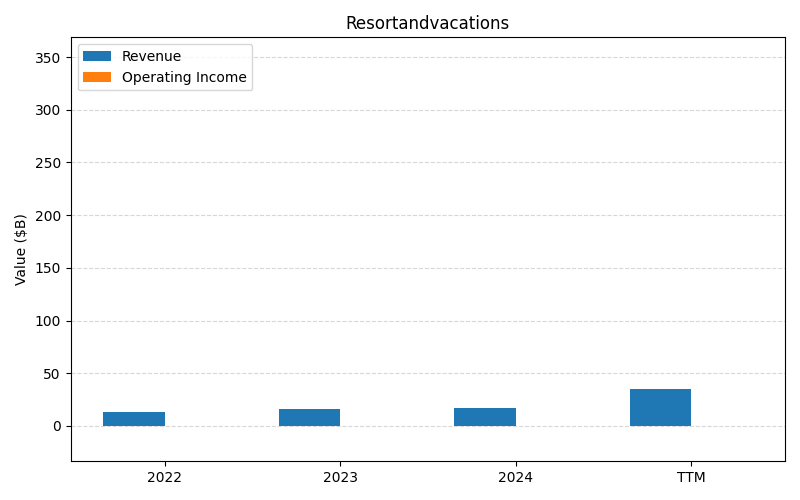 Resortandvacations
Revenue
Operating Income
Value ($B)
350
300
250
200
150
100
50
0
2022
2023
2024
TTM